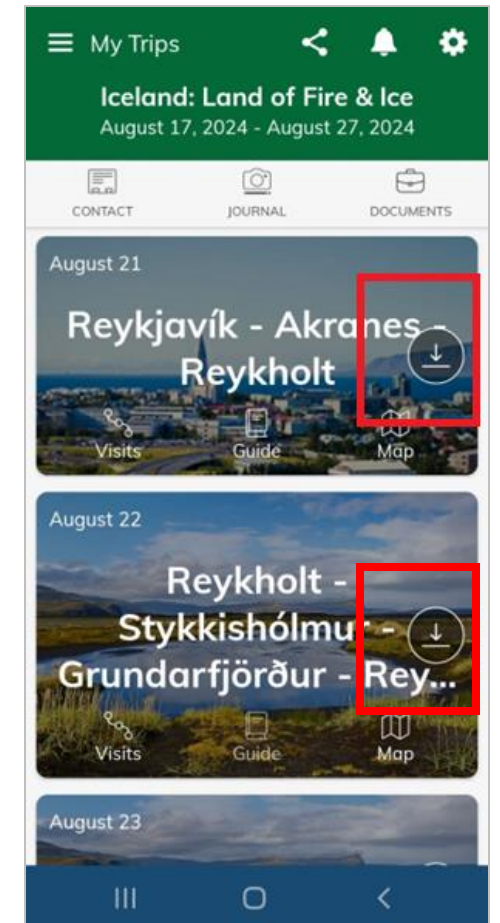 My Trips
Iceland: Land of Fire & Ice
August 17, 2024 - August 27, 2024
CONTACT
JOURNAL
DOCUMENTS
August 21
Reykjavík - Akranes -
Reykholt
Visits
Guide
Map
August 22
Reykholt -
Stykkishólmur -
Grundarfjörður - Rey...
Visits
Guide
Map
August 23